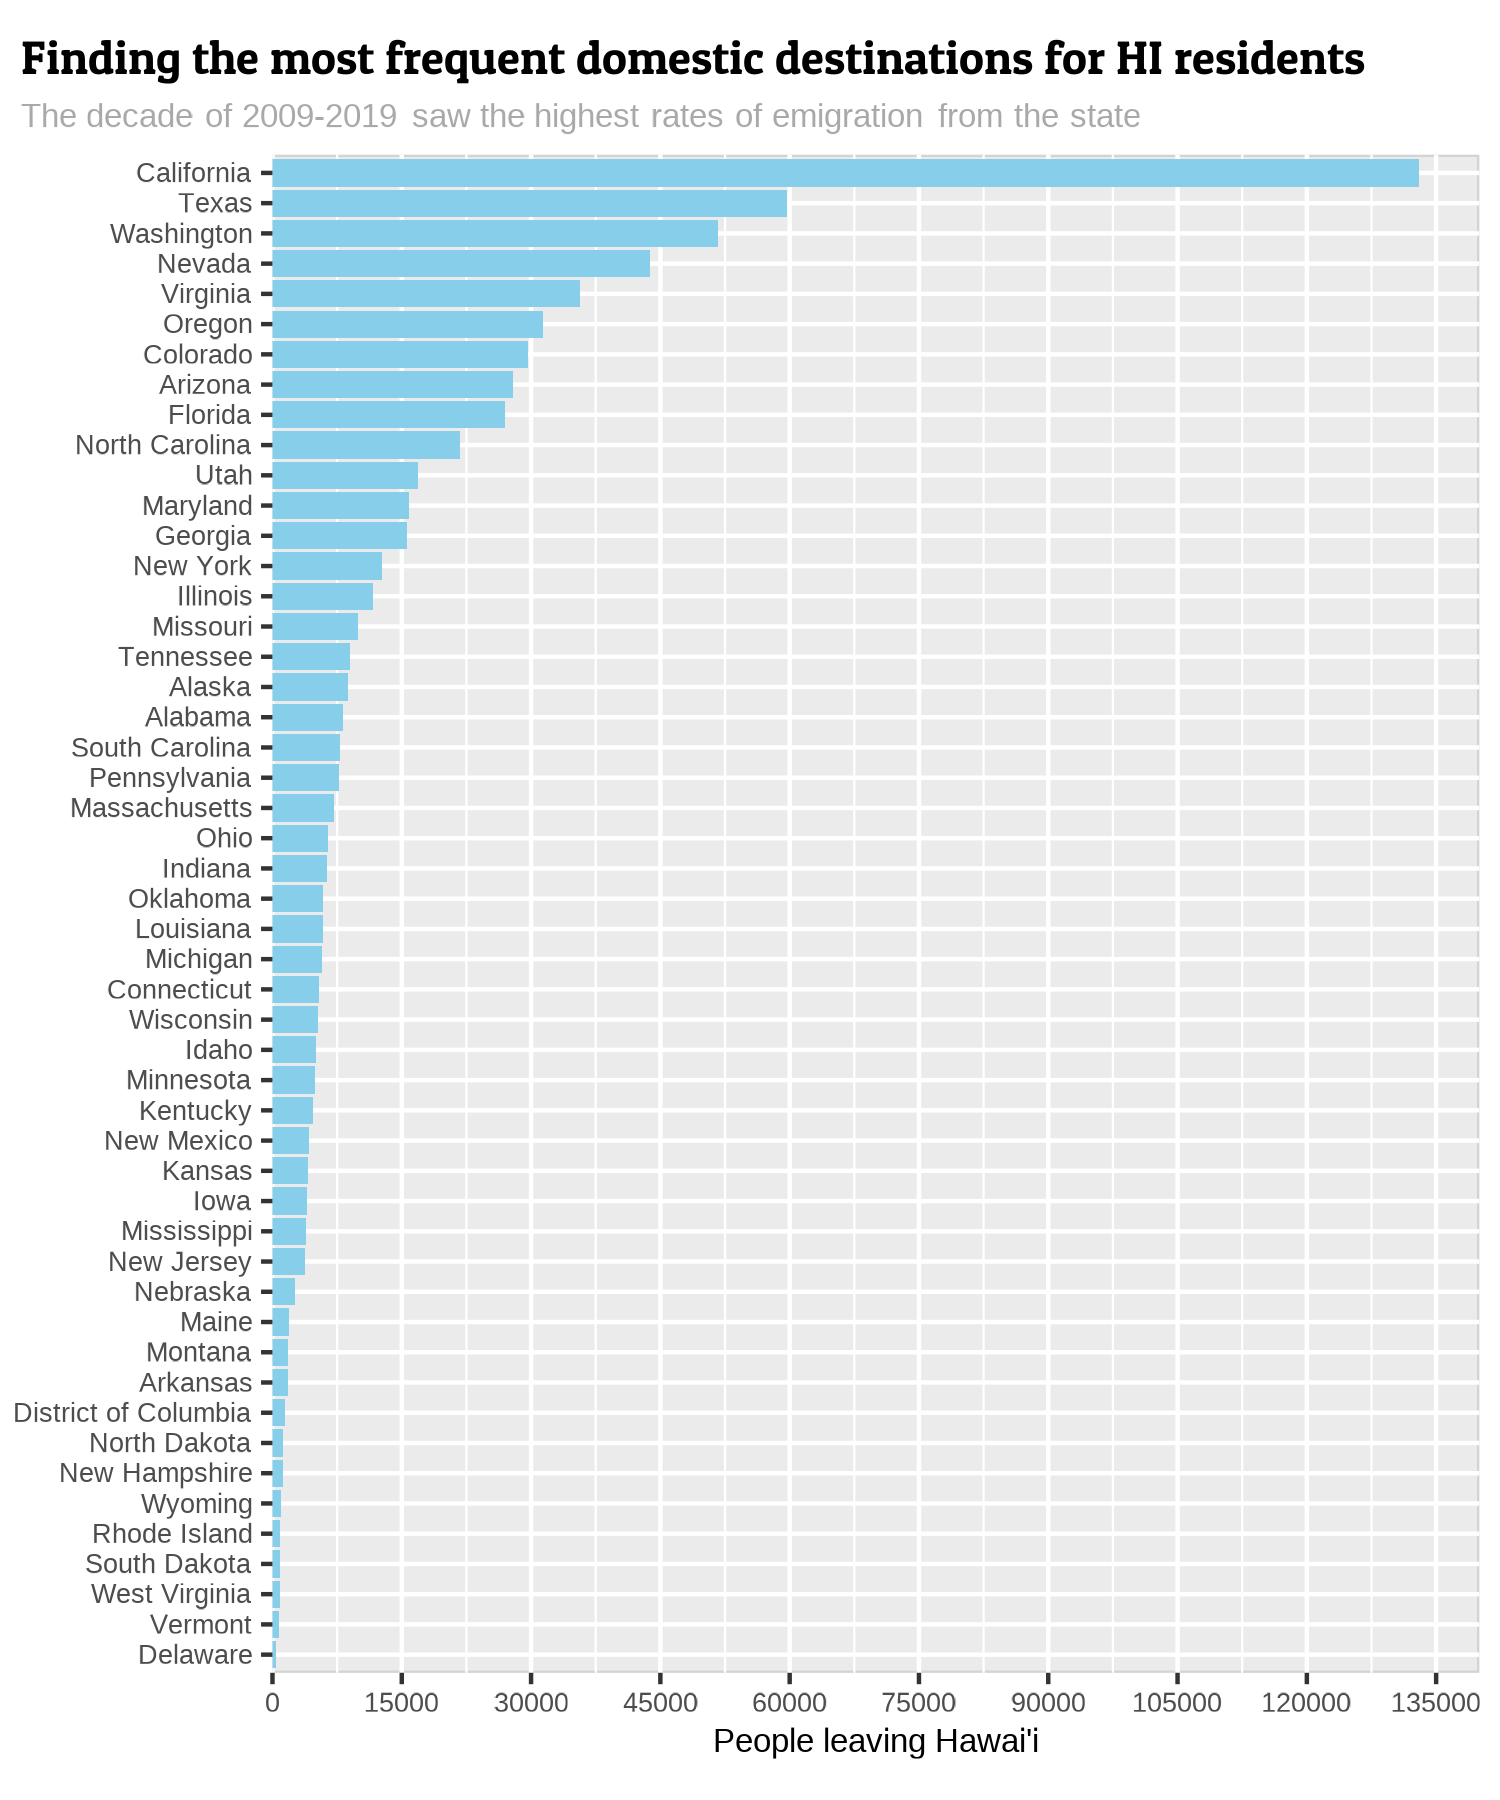 Finding the most frequent domestic destinations for HI residents
The decade of 2009-2019 saw the highest rates of emigration from the state
California
Texas
Washington
Nevada
Virginia
Oregon
Colorado
Arizona
Florida
North Carolina
Utah
Maryland
Georgia
New York
Illinois
Missouri
Tennessee
Alaska
Alabama
South Carolina
Pennsylvania
Massachusetts
Ohio
Indiana
Oklahoma
Louisiana
Michigan
Connecticut
Wisconsin
Idaho
Minnesota
Kentucky
New Mexico
Kansas
Iowa
Mississippi
New Jersey
Nebraska
Maine
Montana
Arkansas
District of Columbia
North Dakota
New Hampshire
Wyoming
Rhode Island
South Dakota
West Virginia
Vermont
Delaware
0 15000 30000 45000 60000 75000 90000 105000 120000 135000
People leaving Hawai'i